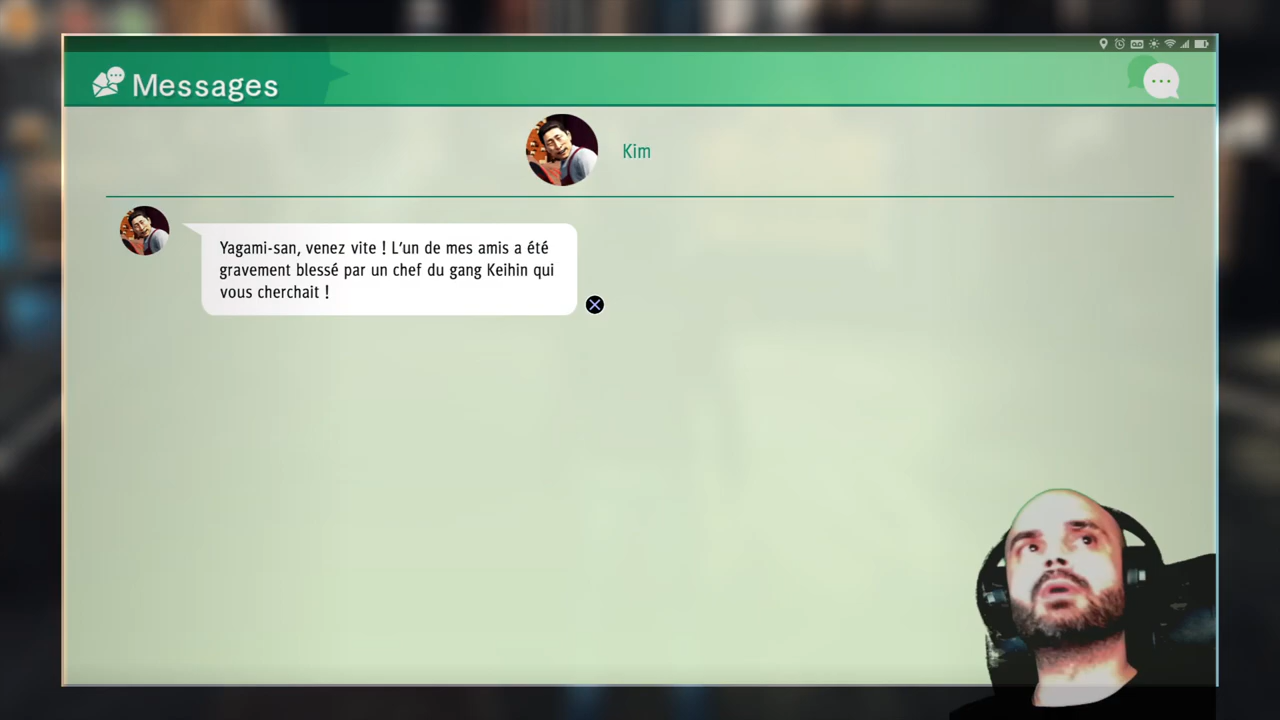 Messages
Kim
Yagami-san, venez vite ! L'un de mes amis a été
gravement blessé par un chef du gang Keihin qui
vous cherchait !